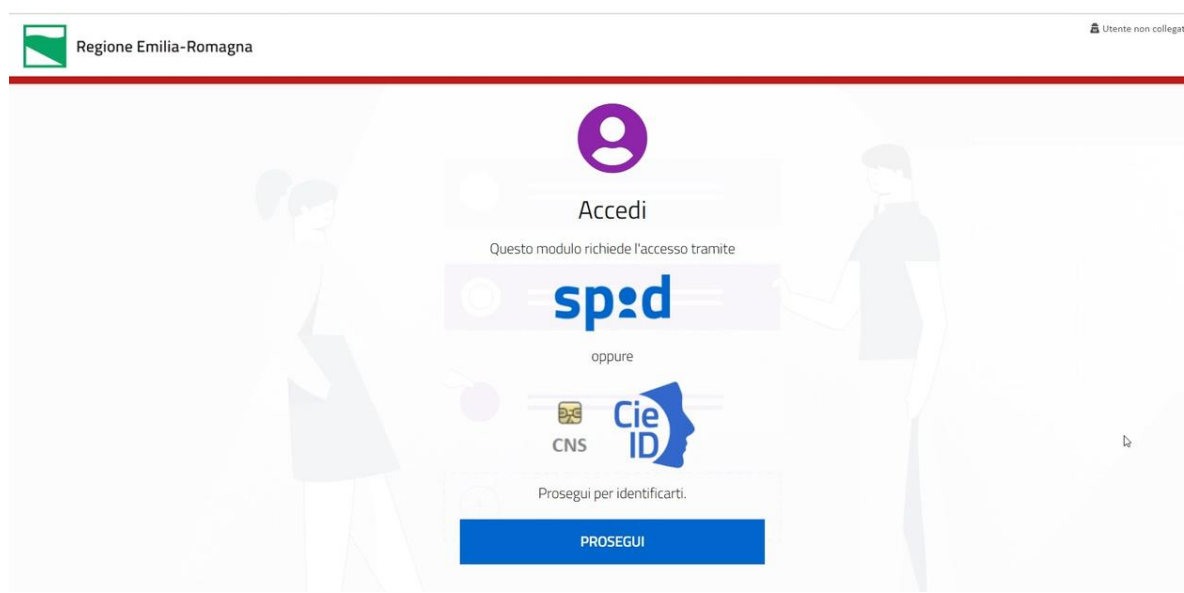 Regione Emilia-Romagna
Utente non collegat
Accedi
Questo modulo richiede l'accesso tramite
spid
oppure
CNS
Cie
ID
Prosegui per identificarti.
PROSEGUI